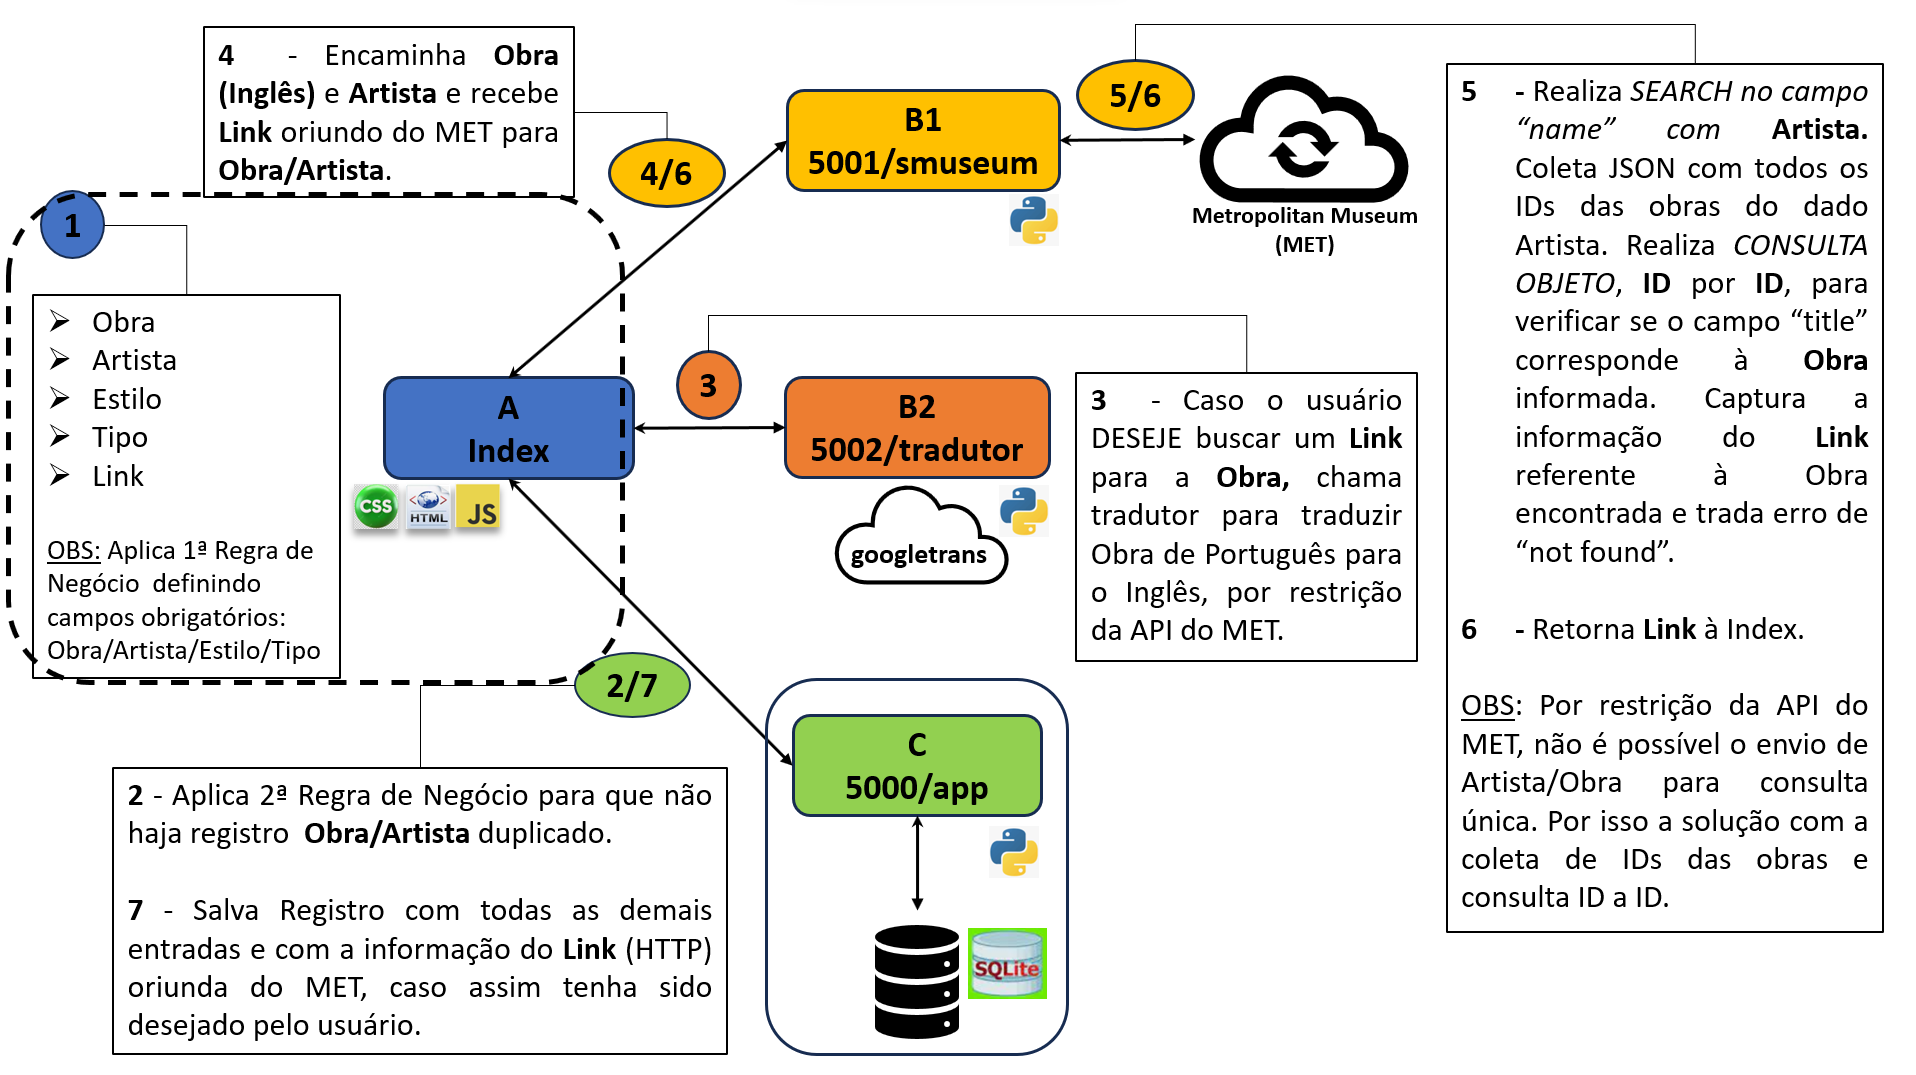 4 - Encaminha Obra
(Inglês) e Artista e recebe
Link oriundo do MET para
Obra/Artista.
4/6
B1
5001/smuseum
5/6
Metropolitan Museum
(MET)
1
Obra
Artista
Estilo
Tipo
Link
OBS: Aplica 1ª Regra de
Negócio definindo
campos obrigatórios:
Obra/Artista/Estilo/Tipo
A
Index
CSS
HTML
JS
3
B2
5002/tradutor
googletrans
3 - Caso o usuário
DESEJE buscar um Link
para a Obra, chama
tradutor para traduzir
Obra de Português para
o Inglês, por restrição
da API do MET.
5 - Realiza SEARCH no campo
“name” com Artista.
Coleta JSON com todos os
IDs das obras do dado
Artista. Realiza CONSULTA
OBJETO, ID por ID, para
verificar se o campo “title”
corresponde à Obra
informada. Captura a
informação do Link
referente à Obra
encontrada e trada erro de
“not found”.
6 - Retorna Link à Index.
OBS: Por restrição da API do
MET, não é possível o envio de
Artista/Obra para consulta
única. Por isso a solução com a
coleta de IDs das obras e
consulta ID a ID.
2/7
2 - Aplica 2ª Regra de Negócio para que não
haja registro Obra/Artista duplicado.
7 - Salva Registro com todas as demais
entradas e com a informação do Link (HTTP)
oriunda do MET, caso assim tenha sido
desejado pelo usuário.
C
5000/app
SQLite